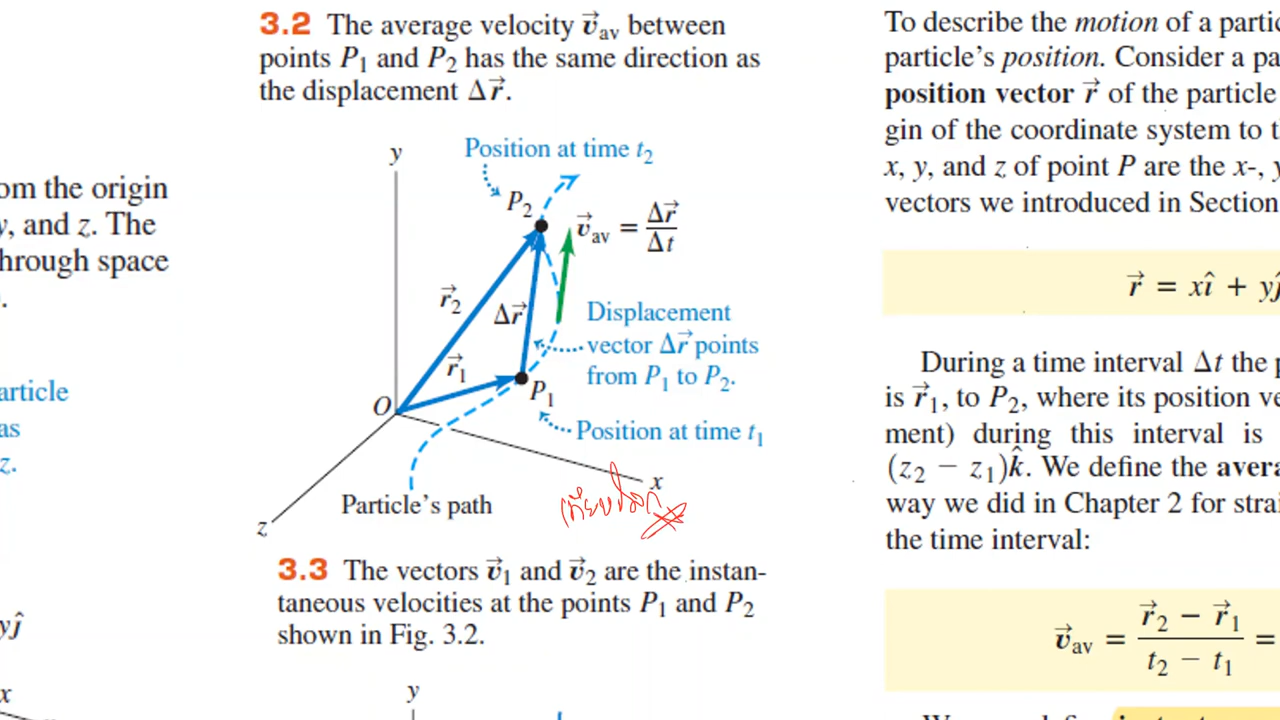 om the origin
y, and z. The
hrough space
article
as
z.
yĵ
x
3.2 The average velocity v⃗av between
points P₁ and P₂ has the same direction as
the displacement Δr⃗.
y
Position at time t₂
P₂
v⃗av = Δr⃗/Δt
r⃗₂
Δr⃗
Displacement
vector Δr⃗ points
from P₁ to P₂.
r⃗₁
O
P₁
Position at time t₁
x
Particle's path
z
3.3 The vectors v⃗₁ and v⃗₂ are the instan-
taneous velocities at the points P₁ and P₂
shown in Fig. 3.2.
y
To describe the motion of a partic
particle's position. Consider a pa
position vector r⃗ of the particle
gin of the coordinate system to t
x, y, and z of point P are the x-, y
vectors we introduced in Section
r⃗ = xî + yĵ
During a time interval Δt the p
is r⃗₁, to P₂, where its position ve
ment) during this interval is
(z₂ − z₁)k̂. We define the avera
way we did in Chapter 2 for strai
the time interval:
v⃗av = (r⃗₂ − r⃗₁)/(t₂ − t₁) =